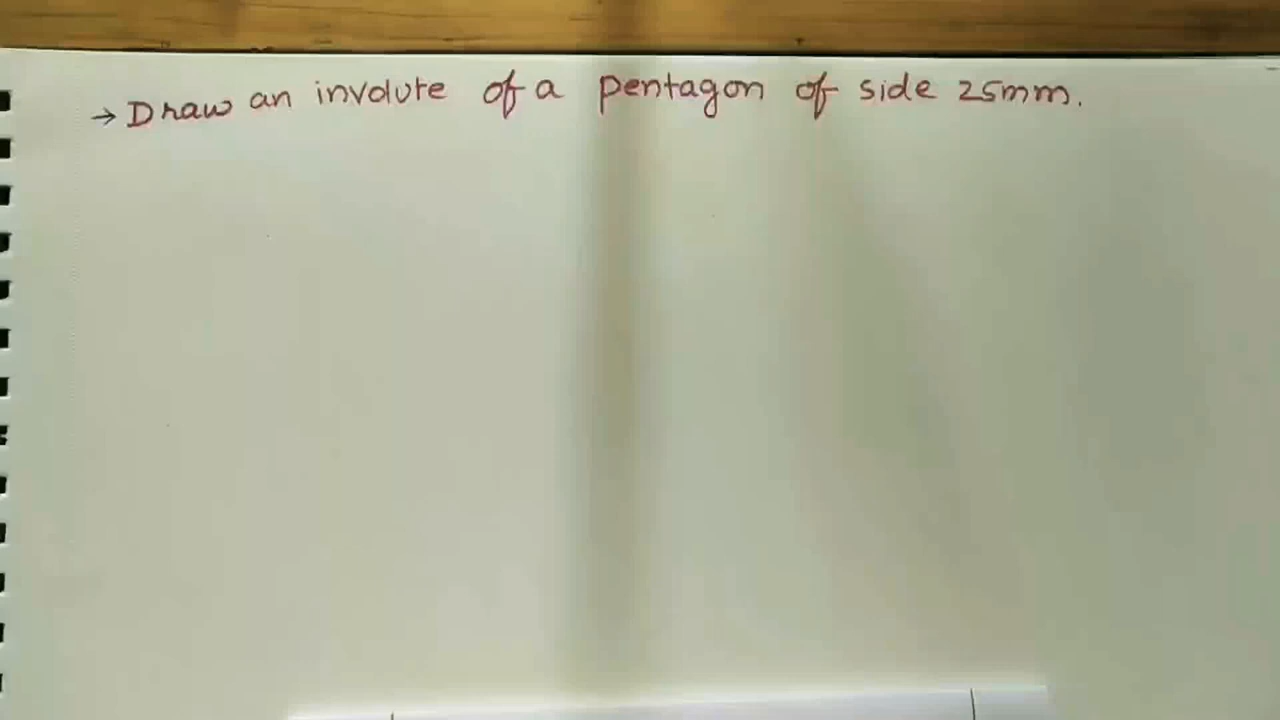 → Draw an involute of a pentagon of side 25mm.